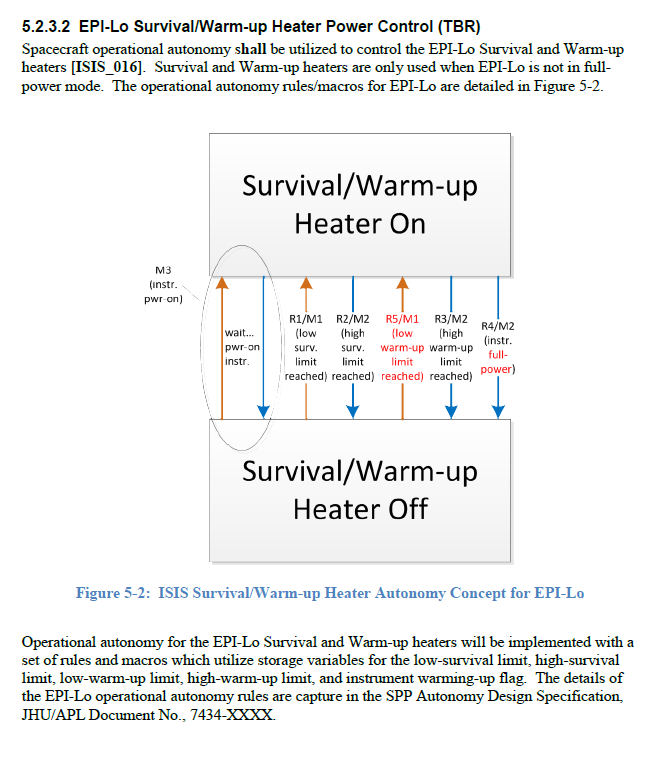 5.2.3.2 EPI-Lo Survival/Warm-up Heater Power Control (TBR)
Spacecraft operational autonomy shall be utilized to control the EPI-Lo Survival and Warm-up
heaters [ISIS_016]. Survival and Warm-up heaters are only used when EPI-Lo is not in full-
power mode. The operational autonomy rules/macros for EPI-Lo are detailed in Figure 5-2.
Survival/Warm-up
Heater On
M3
(instr.
pwr-on)
wait...
pwr-on
instr.
R1/M1
(low
surv.
limit
reached)
R2/M2
(high
surv.
limit
reached)
R5/M1
(low
warm-up
limit
reached)
R3/M2
(high
warm-up
limit
reached)
R4/M2
(instr.
full-
power)
Survival/Warm-up
Heater Off
Figure 5-2: ISIS Survival/Warm-up Heater Autonomy Concept for EPI-Lo
Operational autonomy for the EPI-Lo Survival and Warm-up heaters will be implemented with a
set of rules and macros which utilize storage variables for the low-survival limit, high-survival
limit, low-warm-up limit, high-warm-up limit, and instrument warming-up flag. The details of
the EPI-Lo operational autonomy rules are capture in the SPP Autonomy Design Specification,
JHU/APL Document No., 7434-XXXX.